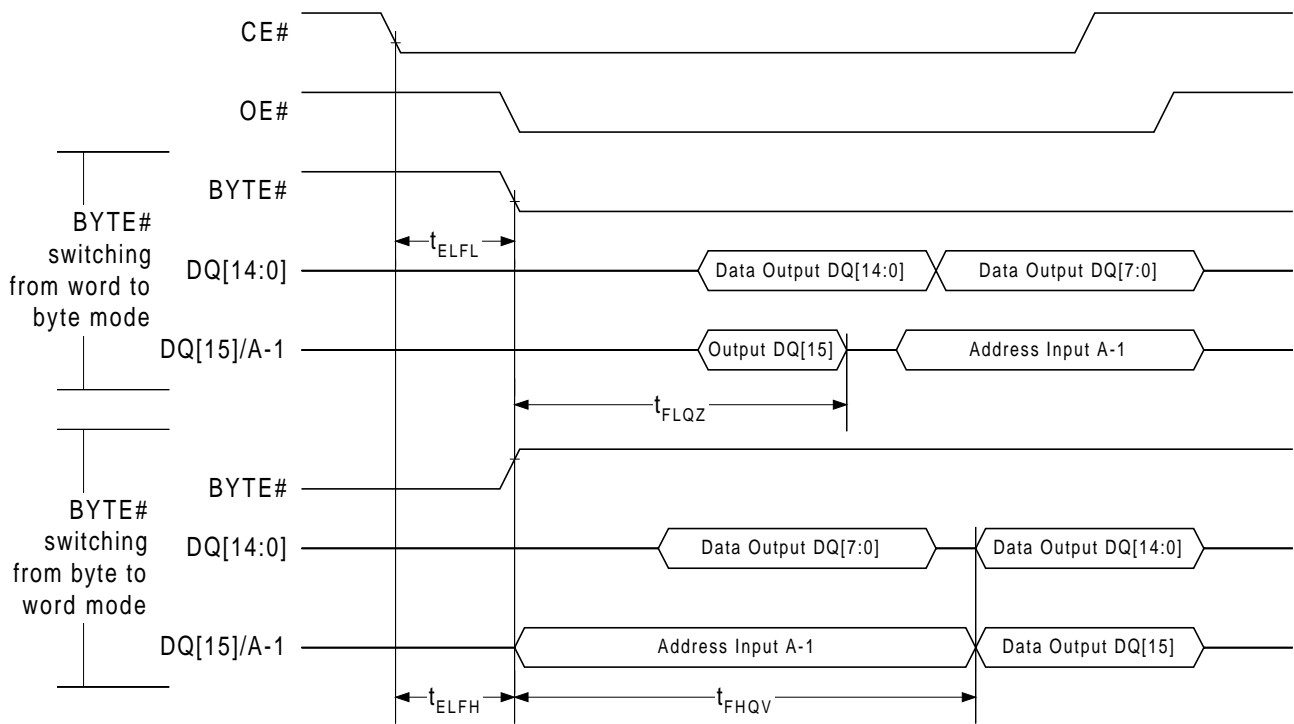 CE#
OE#
BYTE#
BYTE#
switching
from word to
byte mode
tELFL
DQ[14:0]
Data Output DQ[14:0]
Data Output DQ[7:0]
DQ[15]/A-1
Output DQ[15]
Address Input A-1
tFLQZ
BYTE#
BYTE#
switching
from byte to
word mode
DQ[14:0]
Data Output DQ[7:0]
Data Output DQ[14:0]
DQ[15]/A-1
Address Input A-1
Data Output DQ[15]
tELFH
tFHQV